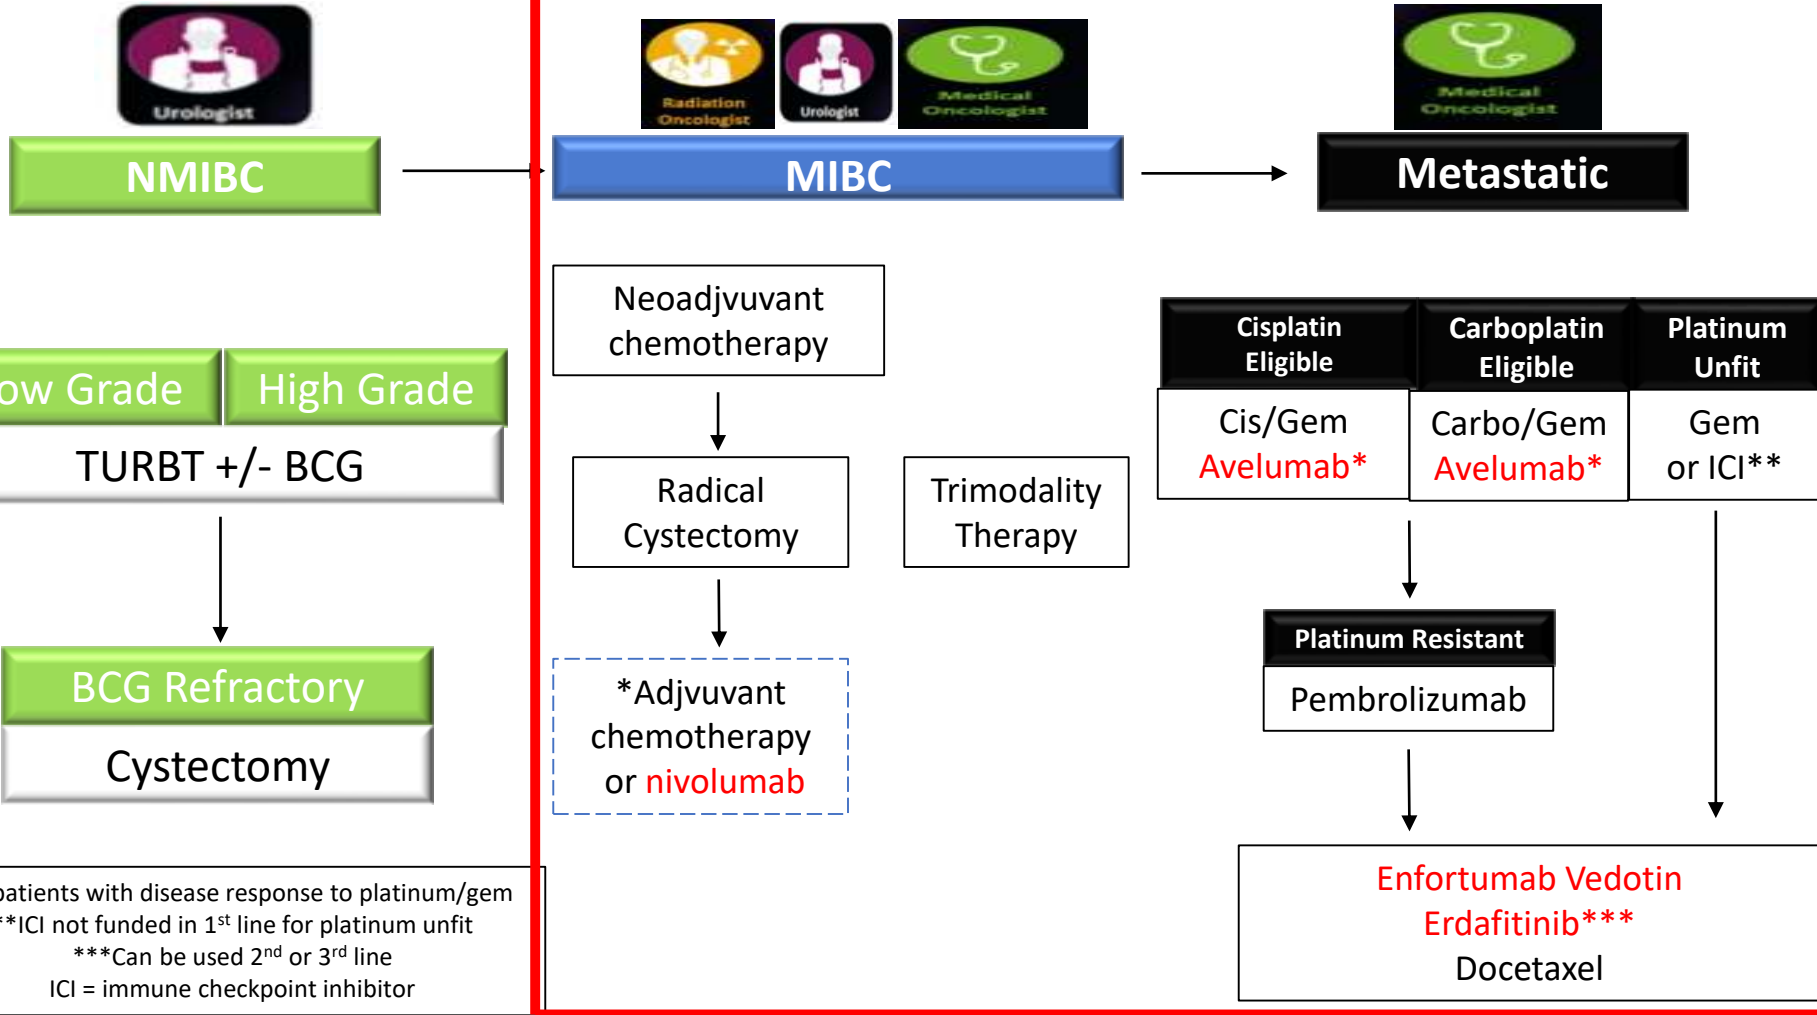 Urologist
Radiation
Oncologist
Urologist
Medical
Oncologist
Medical
Oncologist
NMIBC
MIBC
Metastatic
ow Grade
High Grade
TURBT +/- BCG
BCG Refractory
Cystectomy
Neoadjvuvant
chemotherapy
Radical
Cystectomy
Trimodality
Therapy
*Adjvuvant
chemotherapy
or nivolumab
Cisplatin
Eligible
Carboplatin
Eligible
Platinum
Unfit
Cis/Gem
Avelumab*
Carbo/Gem
Avelumab*
Gem
or ICI**
Platinum Resistant
Pembrolizumab
Enfortumab Vedotin
Erdafitinib***
Docetaxel
patients with disease response to platinum/gem
**ICI not funded in 1st line for platinum unfit
***Can be used 2nd or 3rd line
ICI = immune checkpoint inhibitor